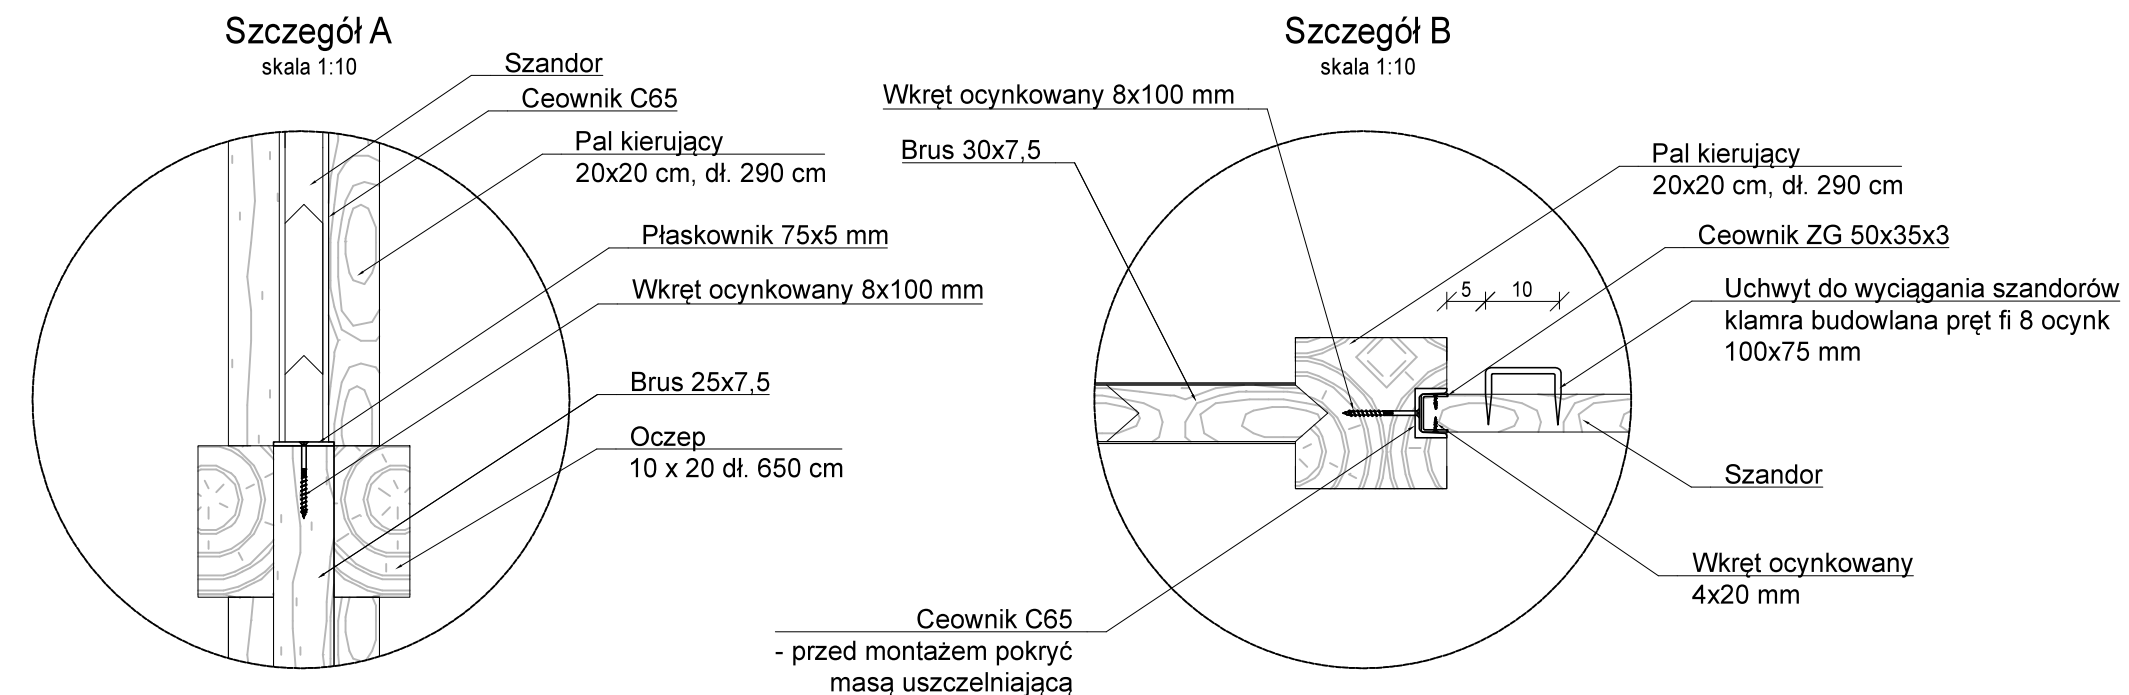 Szczegół A
skala 1:10
Szandor
Ceownik C65
Pal kierujący
20x20 cm, dł. 290 cm
Płaskownik 75x5 mm
Wkręt ocynkowany 8x100 mm
Brus 25x7,5
Oczep
10 x 20 dł. 650 cm
Szczegół B
skala 1:10
Wkręt ocynkowany 8x100 mm
Brus 30x7,5
Pal kierujący
20x20 cm, dł. 290 cm
Ceownik ZG 50x35x3
5 10
Uchwyt do wyciągania szandorów
klamra budowlana pręt fi 8 ocynk
100x75 mm
Szandor
Wkręt ocynkowany
4x20 mm
Ceownik C65
- przed montażem pokryć
masą uszczelniającą